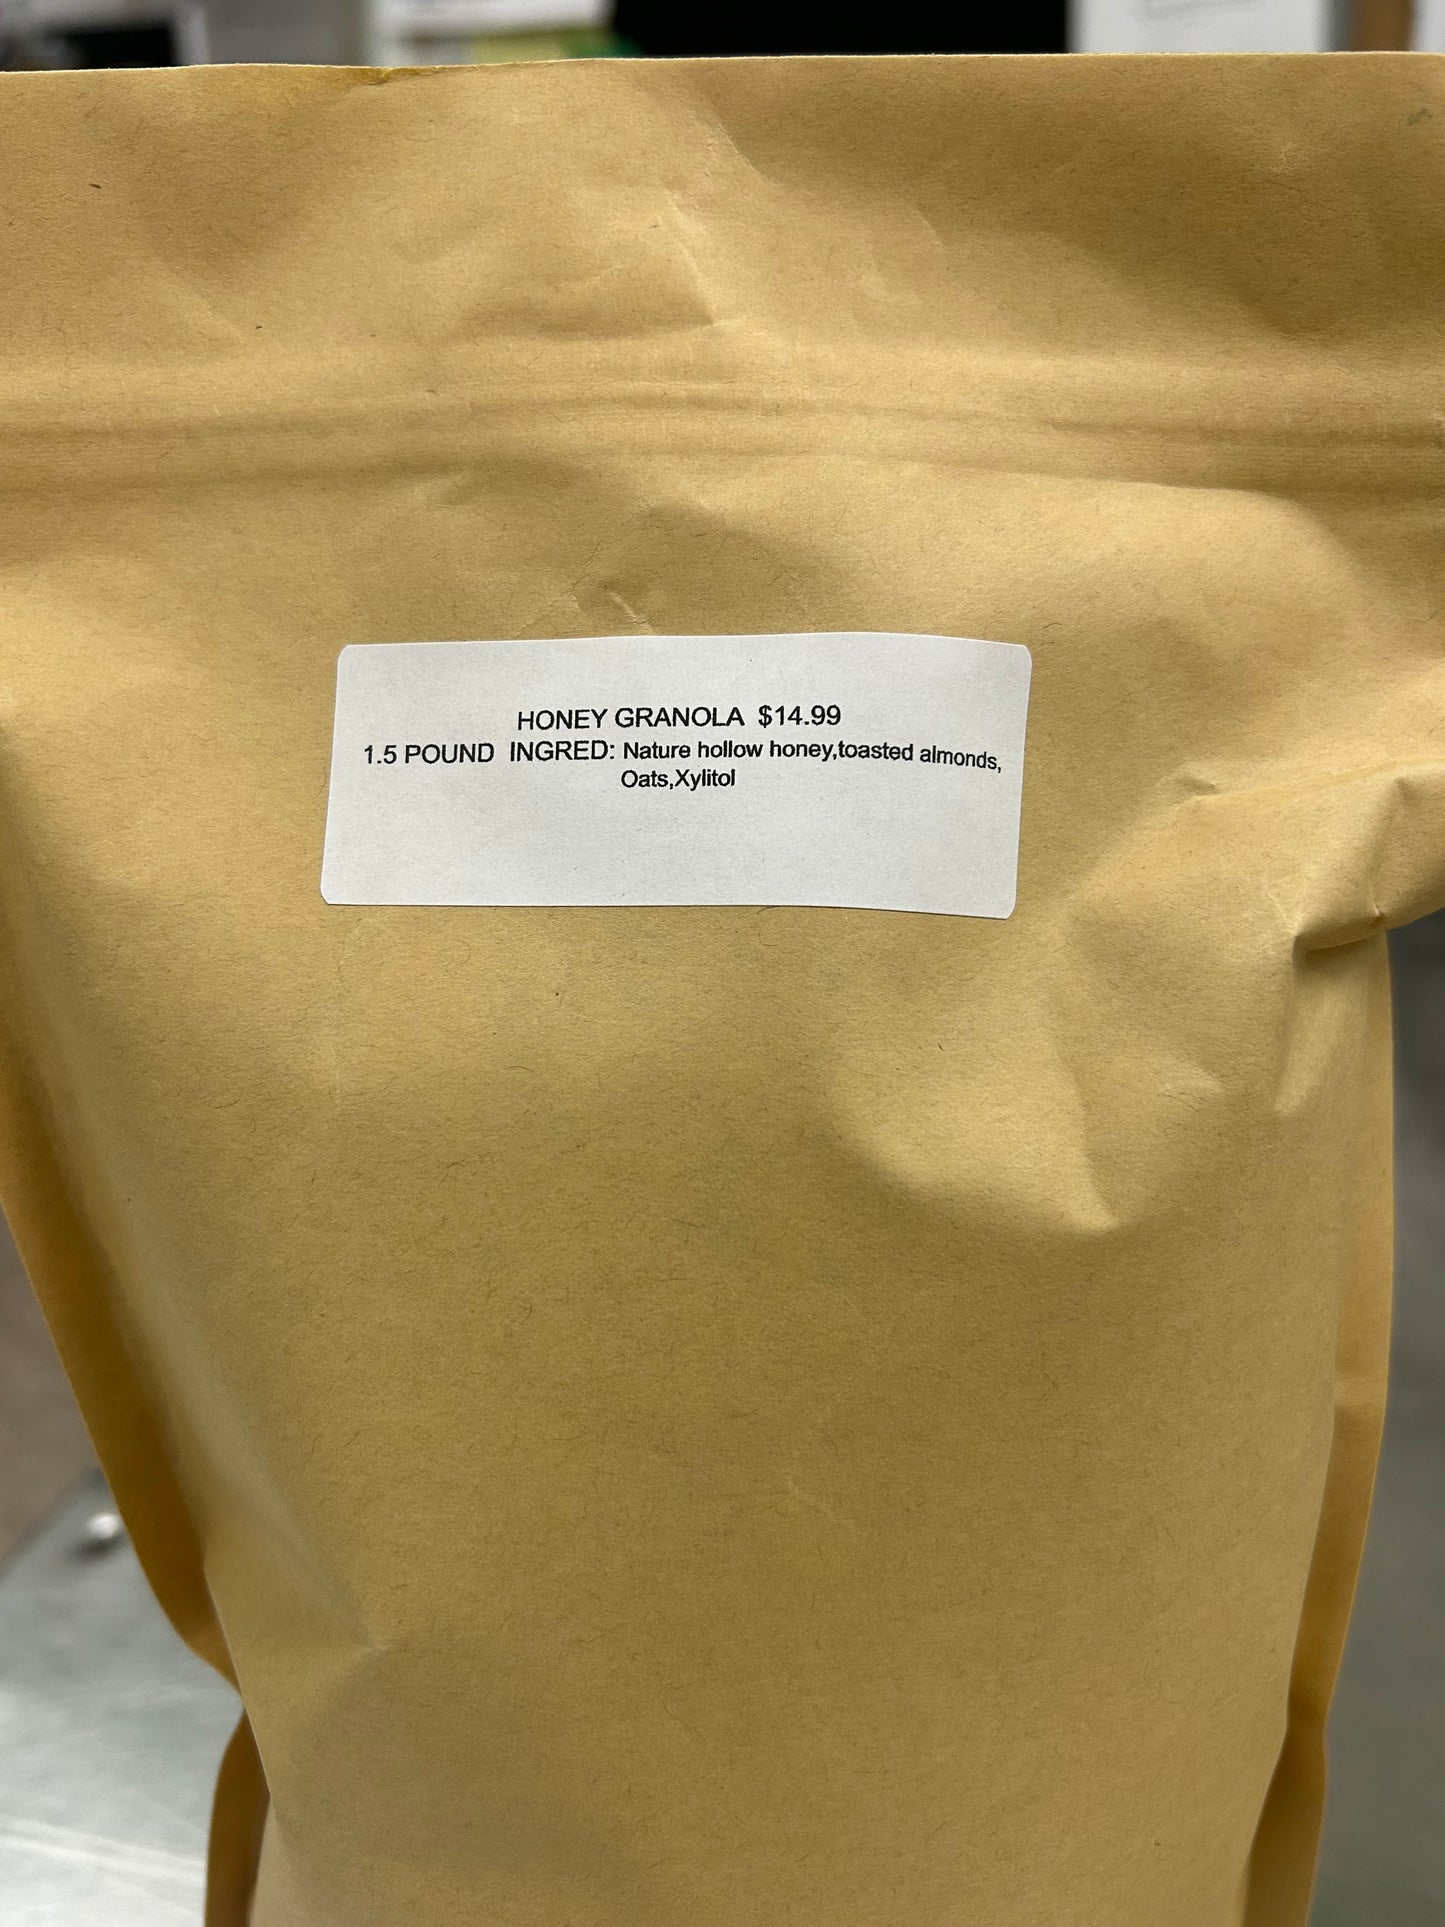 HONEY GRANOLA $14.99
1.5 POUND INGRED: Nature hollow honey,toasted almonds,
Oats,Xylitol